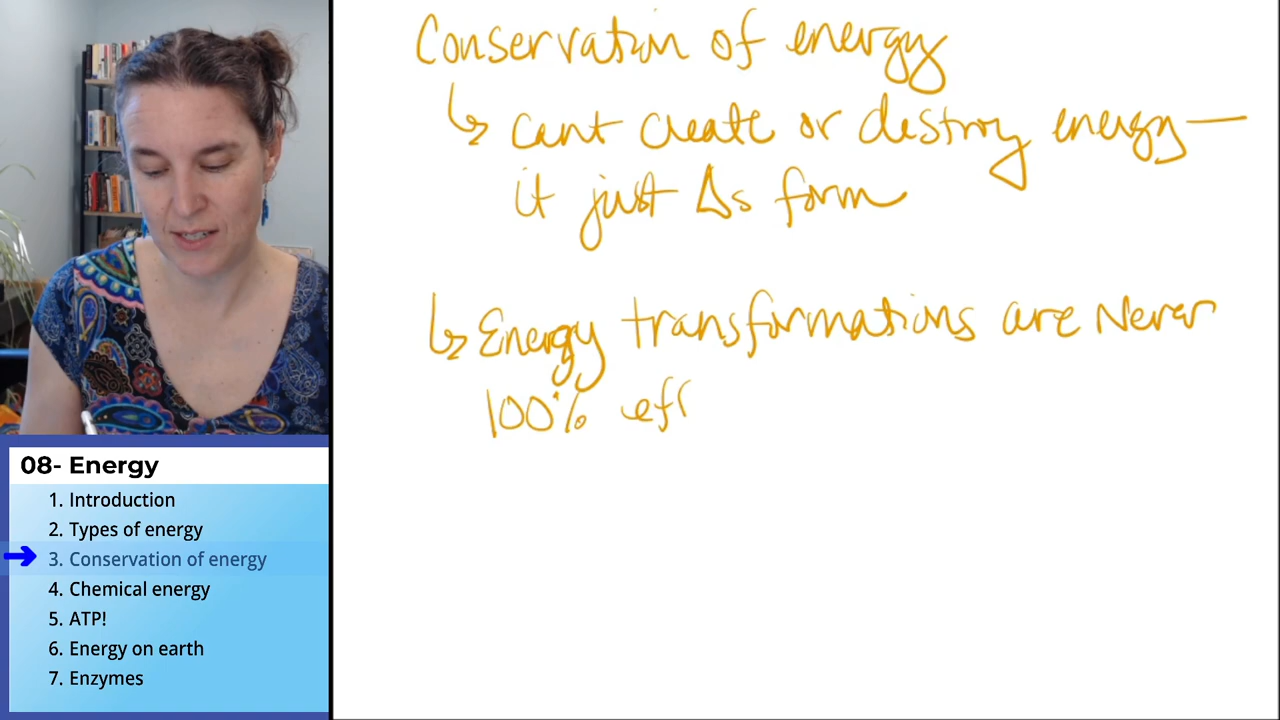 Conservation of energy
↳ cant create or destroy energy—
it just Δs form
↳ Energy transformations are Never
100% eff
08- Energy
1. Introduction
2. Types of energy
➔ 3. Conservation of energy
4. Chemical energy
5. ATP!
6. Energy on earth
7. Enzymes